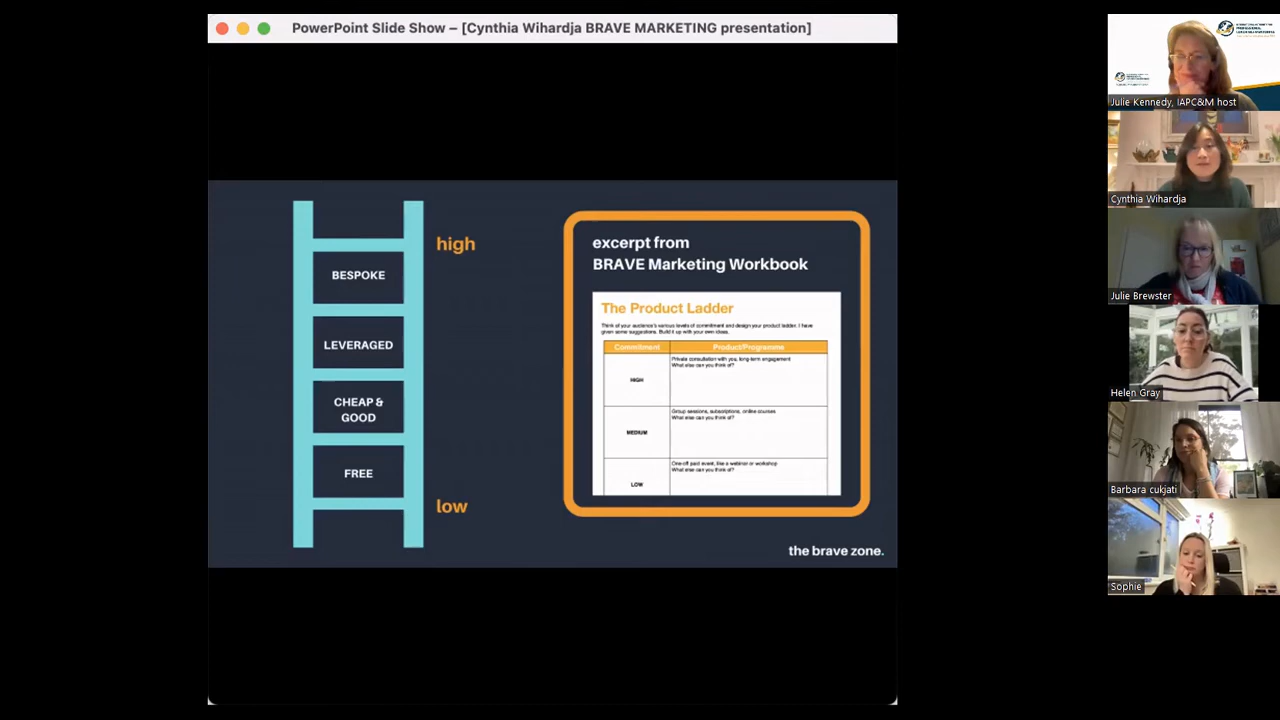 PowerPoint Slide Show – [Cynthia Wihardja BRAVE MARKETING presentation]
high
BESPOKE
LEVERAGED
CHEAP &
GOOD
FREE
low
excerpt from
BRAVE Marketing Workbook
The Product Ladder
Think of your audience's various levels of commitment and design your product ladder. I have
given some suggestions. Build it up with your own ideas.
Commitment
Product/Programme
HIGH
Private consultation with you, long-term engagement
What else can you think of?
MEDIUM
Group sessions, subscriptions, online courses
What else can you think of?
LOW
One-off paid event, like a webinar or workshop
What else can you think of?
the brave zone.
Julie Kennedy, IAPC&M host
Cynthia Wihardja
Julie Brewster
Helen Gray
Barbara cukjati
Sophie